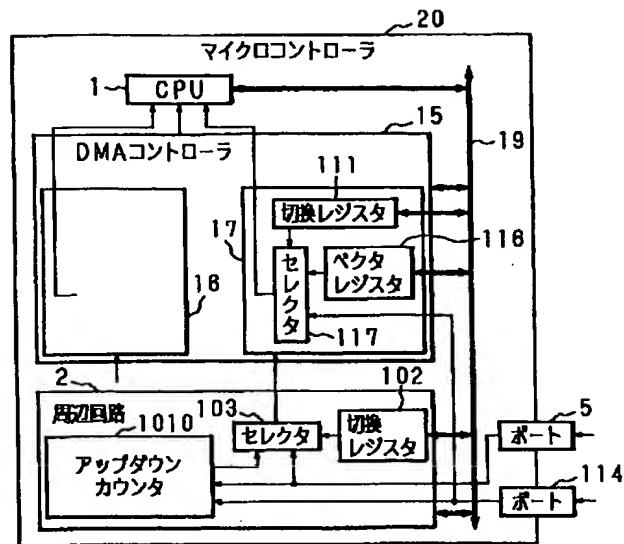 20
マイクロコントローラ
1
CPU
15
DMAコントローラ
19
111
切換レジスタ
17
116
ベクタ
レジスタ
セレクタ
16
117
2
周辺回路
103
102
1010
セレクタ
切換
レジスタ
5
ポート
アップダウン
カウンタ
114
ポート